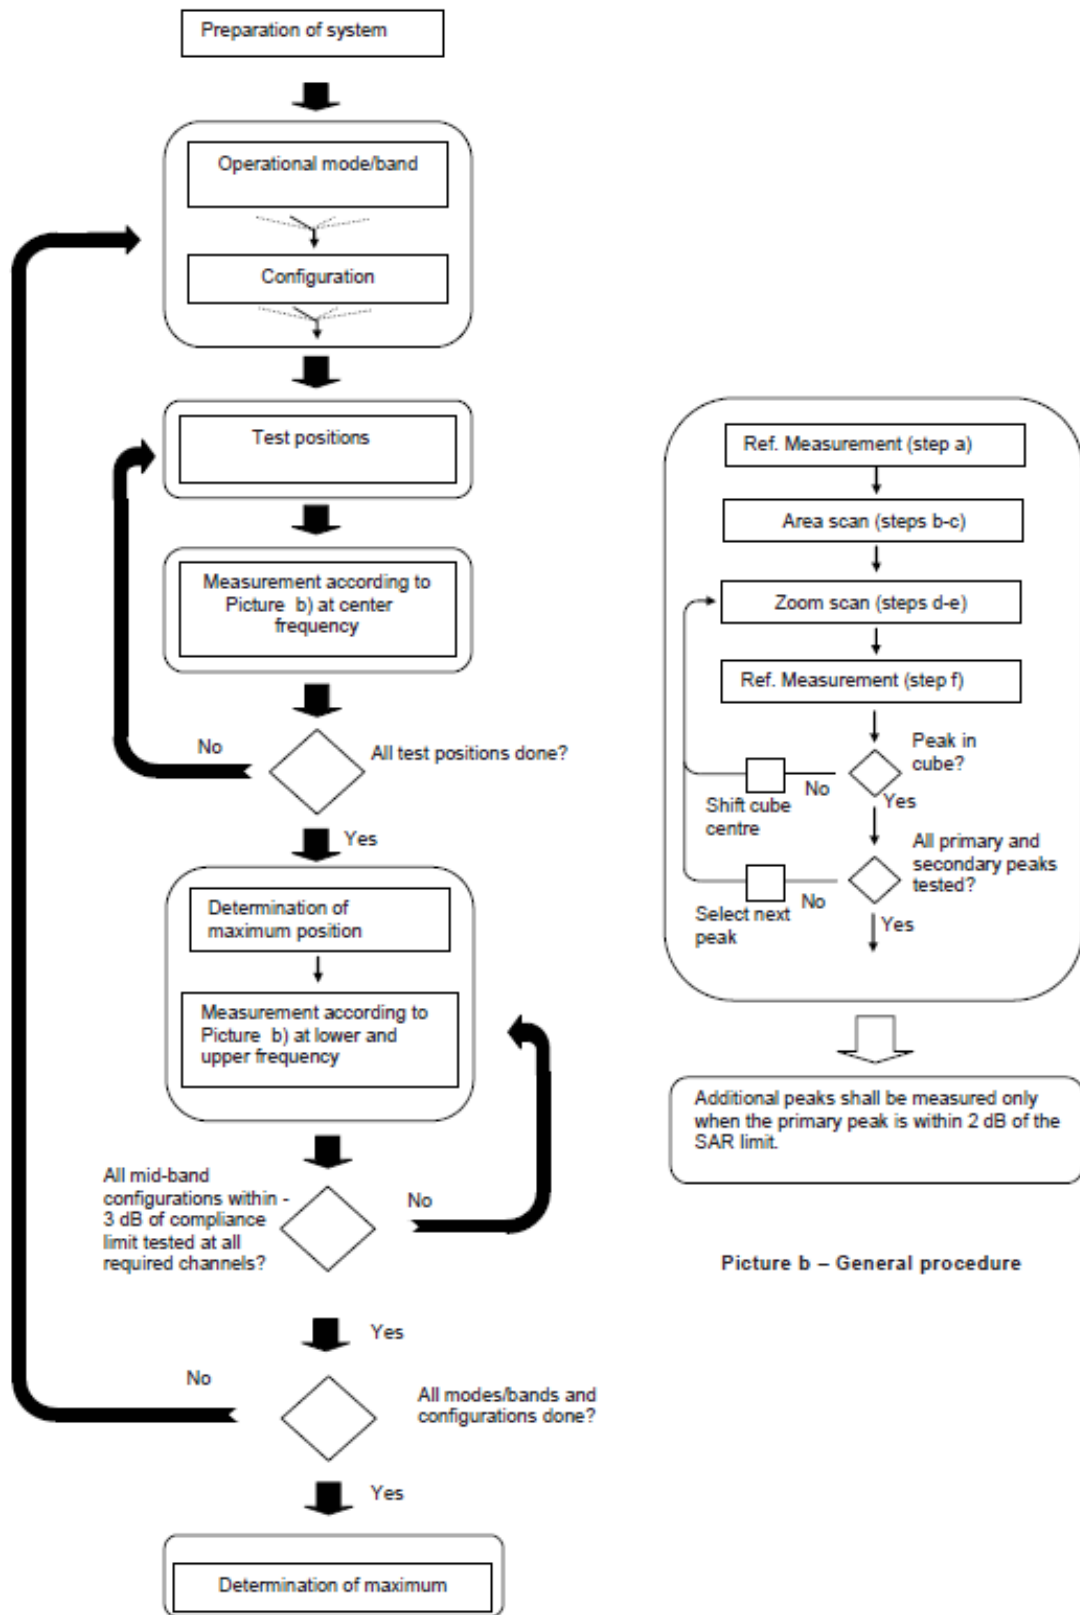 Preparation of system
Operational mode/band
Configuration
Test positions
Measurement according to
Picture b) at center
frequency
No
All test positions done?
Yes
Determination of
maximum position
Measurement according to
Picture b) at lower and
upper frequency
All mid-band
configurations within -
3 dB of compliance
limit tested at all
required channels?
No
Yes
No
All modes/bands and
configurations done?
Yes
Determination of maximum
Ref. Measurement (step a)
Area scan (steps b-c)
Zoom scan (steps d-e)
Ref. Measurement (step f)
Peak in
cube?
No
Shift cube
centre
Yes
All primary and
secondary peaks
tested?
No
Select next
peak
Yes
Additional peaks shall be measured only
when the primary peak is within 2 dB of the
SAR limit.
Picture b – General procedure